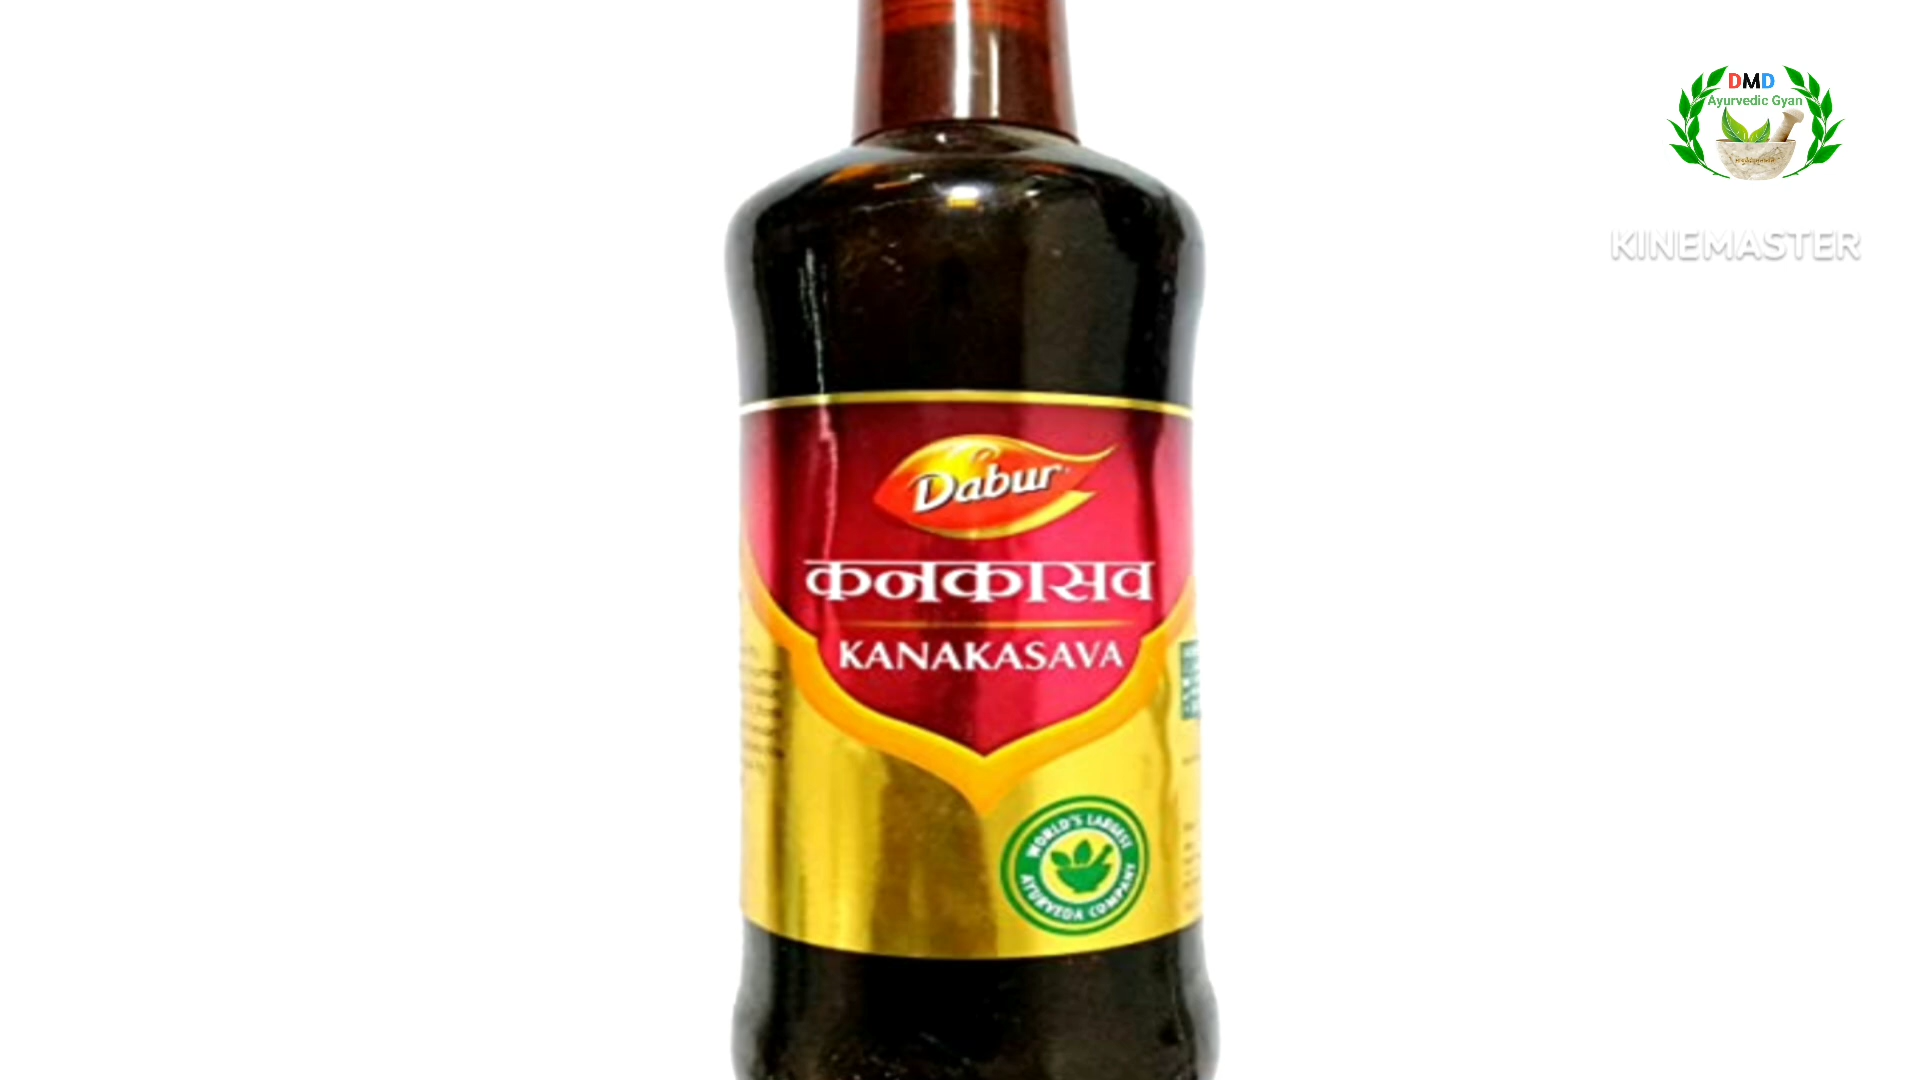 DMD
Ayurvedic Gyan
KINEMASTER
Dabur
कनकासव
KANAKASAVA
WORLD'S LARGEST
AYURVEDA COMPANY